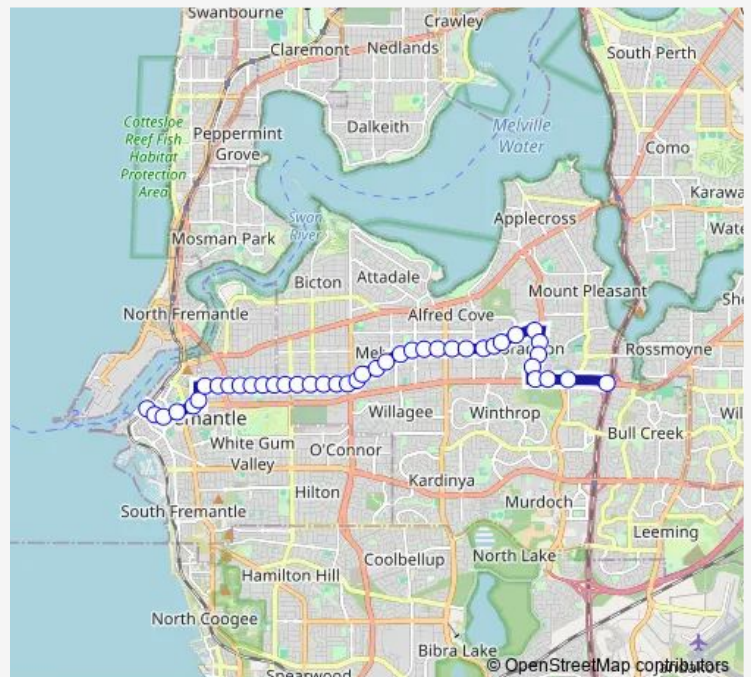 Swanbourne
Crawley
Claremont
Nedlands
South Perth
Cottesloe
Reef Fish
Habitat
Protection
Area
Peppermint
Grove
Dalkeith
Melville
Water
Como
Karawa
Applecross
Swan
River
Mosman Park
Bicton
Attadale
Mount Pleasant
North Fremantle
Alfred Cove
Rossmoyne
Willagee
Winthrop
Bull Creek
White Gum
Valley
O'Connor
Kardinya
Hilton
Murdoch
South Fremantle
Leeming
Coolbellup
North Lake
Hamilton Hill
North Coogee
Bibra Lake
Spearwood
© OpenStreetMap contributors